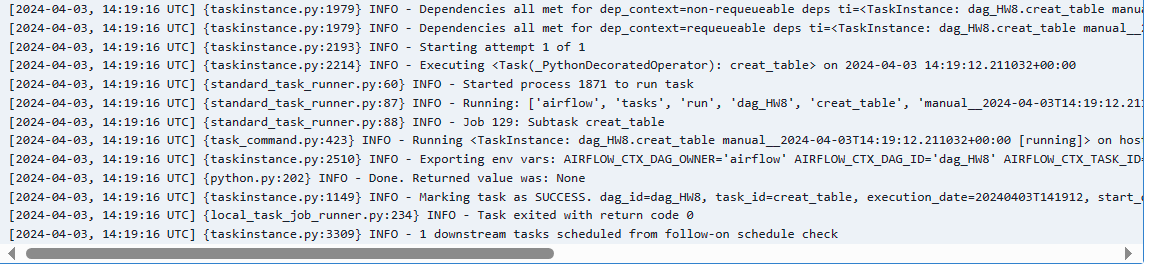 [2024-04-03, 14:19:16 UTC] {taskinstance.py:1979} INFO - Dependencies all met for dep_context=non-requeueable deps ti=<TaskInstance: dag_HW8.creat_table manua
[2024-04-03, 14:19:16 UTC] {taskinstance.py:1979} INFO - Dependencies all met for dep_context=requeueable deps ti=<TaskInstance: dag_HW8.creat_table manual__
[2024-04-03, 14:19:16 UTC] {taskinstance.py:2193} INFO - Starting attempt 1 of 1
[2024-04-03, 14:19:16 UTC] {taskinstance.py:2214} INFO - Executing <Task(_PythonDecoratedOperator): creat_table> on 2024-04-03 14:19:12.211032+00:00
[2024-04-03, 14:19:16 UTC] {standard_task_runner.py:60} INFO - Started process 1871 to run task
[2024-04-03, 14:19:16 UTC] {standard_task_runner.py:87} INFO - Running: ['airflow', 'tasks', 'run', 'dag_HW8', 'creat_table', 'manual__2024-04-03T14:19:12.211
[2024-04-03, 14:19:16 UTC] {standard_task_runner.py:88} INFO - Job 129: Subtask creat_table
[2024-04-03, 14:19:16 UTC] {task_command.py:423} INFO - Running <TaskInstance: dag_HW8.creat_table manual__2024-04-03T14:19:12.211032+00:00 [running]> on host
[2024-04-03, 14:19:16 UTC] {taskinstance.py:2510} INFO - Exporting env vars: AIRFLOW_CTX_DAG_OWNER='airflow' AIRFLOW_CTX_DAG_ID='dag_HW8' AIRFLOW_CTX_TASK_ID=
[2024-04-03, 14:19:16 UTC] {python.py:202} INFO - Done. Returned value was: None
[2024-04-03, 14:19:16 UTC] {taskinstance.py:1149} INFO - Marking task as SUCCESS. dag_id=dag_HW8, task_id=creat_table, execution_date=20240403T141912, start_d
[2024-04-03, 14:19:16 UTC] {local_task_job_runner.py:234} INFO - Task exited with return code 0
[2024-04-03, 14:19:16 UTC] {taskinstance.py:3309} INFO - 1 downstream tasks scheduled from follow-on schedule check